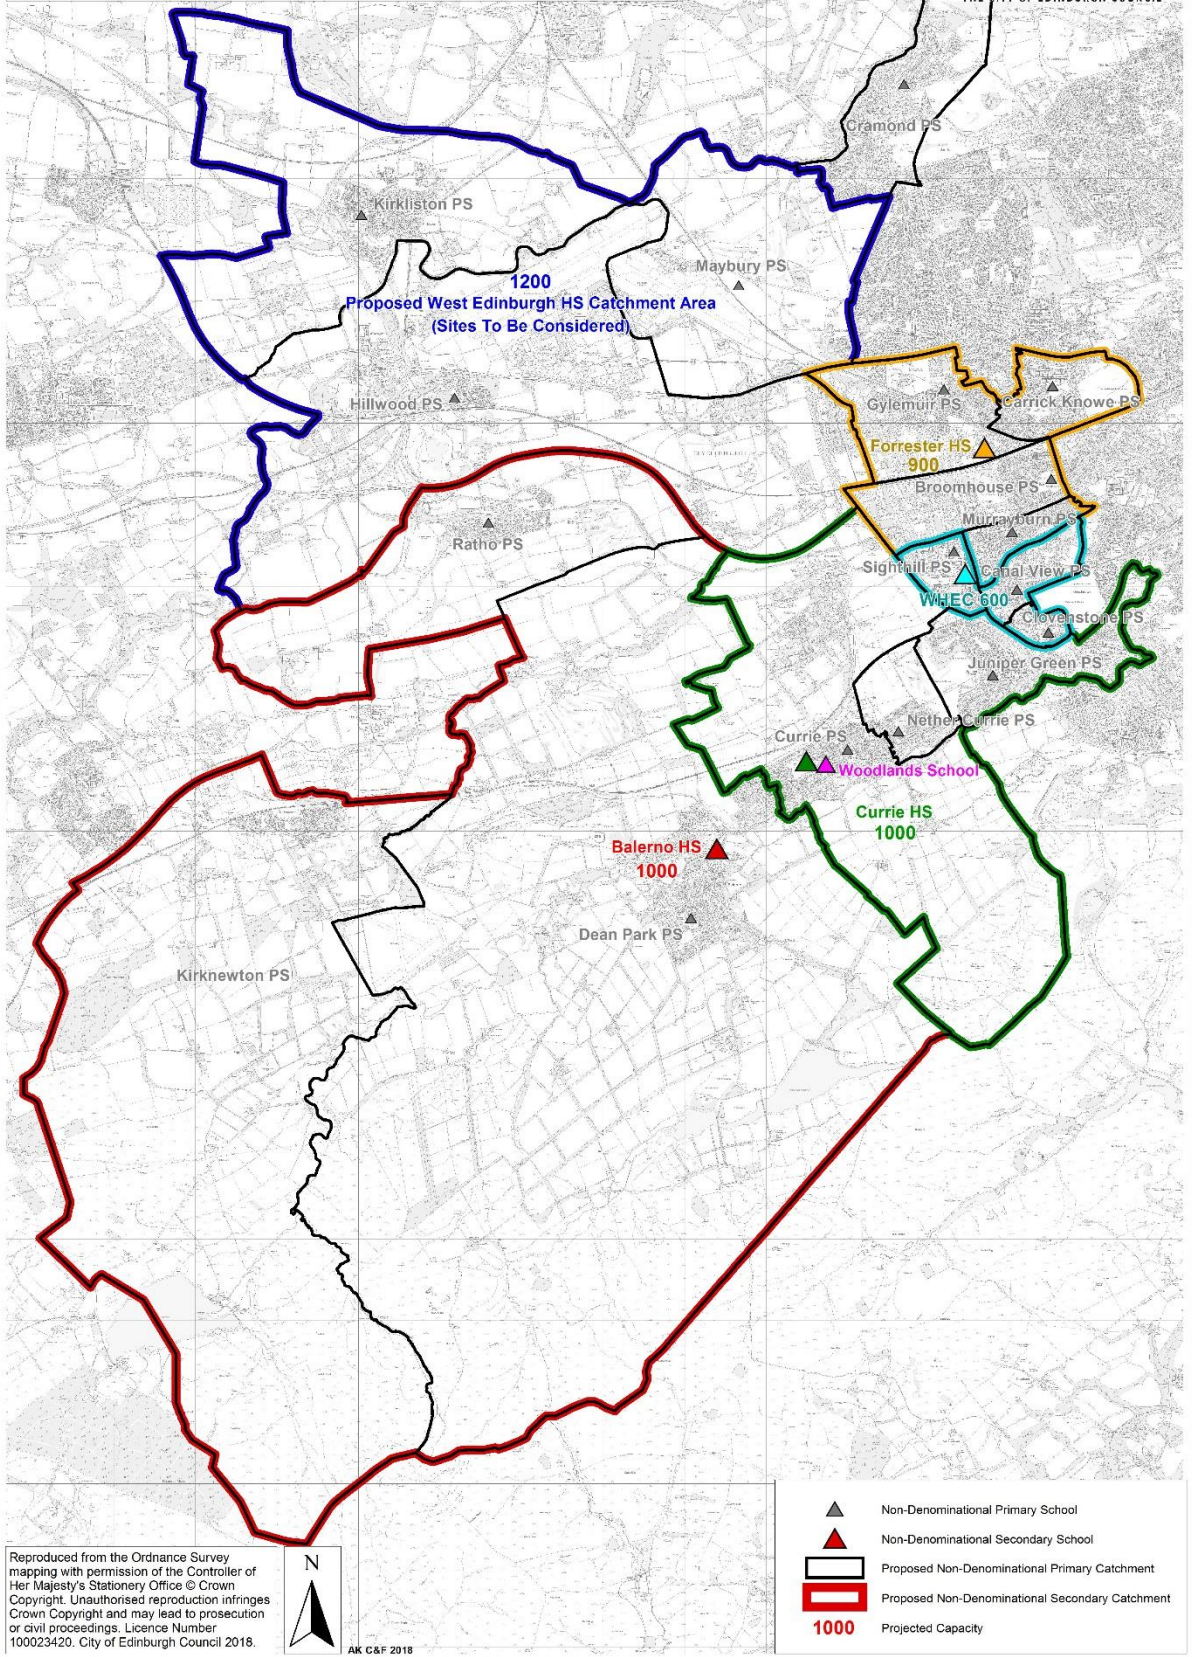 THE CITY OF EDINBURGH COUNCIL
Cramond PS
Kirkliston PS
Maybury PS
1200
Proposed West Edinburgh HS Catchment Area
(Sites To Be Considered)
Hillwood PS
Gylemuir PS
Carrick Knowe PS
Forrester HS
900
Broomhouse PS
Murrayburn PS
Ratho PS
Sighthill PS
Canal View PS
WHEC 600
Clovenstone PS
Juniper Green PS
Nether Currie PS
Currie PS
Woodlands School
Currie HS
1000
Balerno HS
1000
Dean Park PS
Kirknewton PS
Non-Denominational Primary School
Non-Denominational Secondary School
Proposed Non-Denominational Primary Catchment
Proposed Non-Denominational Secondary Catchment
1000 Projected Capacity
Reproduced from the Ordnance Survey
mapping with permission of the Controller of
Her Majesty's Stationery Office © Crown
Copyright. Unauthorised reproduction infringes
Crown Copyright and may lead to prosecution
or civil proceedings. Licence Number
100023420. City of Edinburgh Council 2018.
N
AK C&F 2018